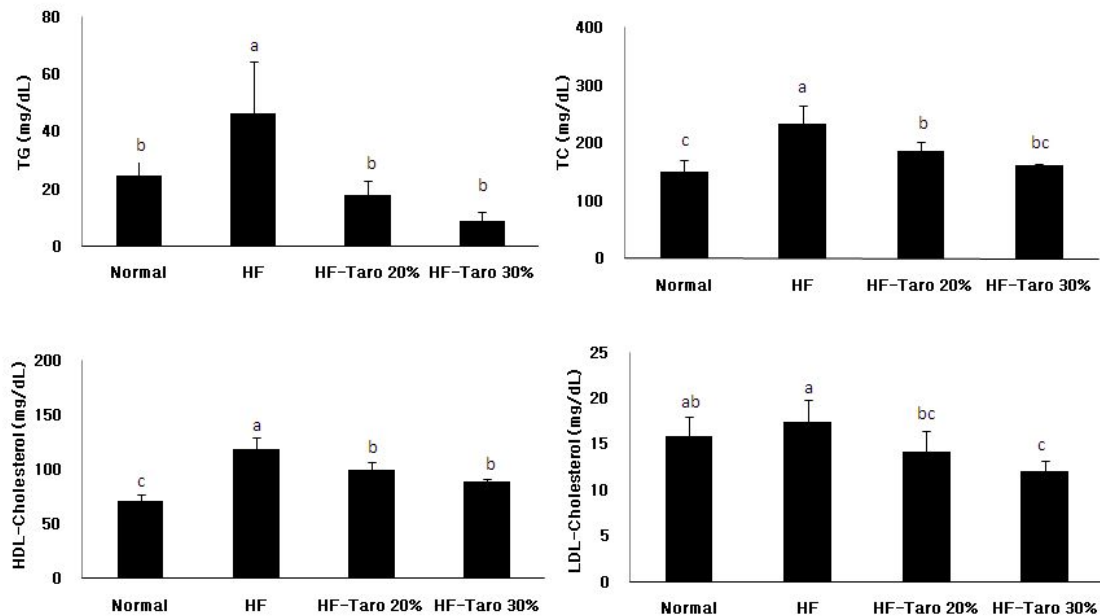 TG (mg/dL)
80
60
40
20
0
a
b
b
b
Normal HF HF-Taro 20% HF-Taro 30%
TC (mg/dL)
400
300
200
100
0
a
b
c
bc
Normal HF HF-Taro 20% HF-Taro 30%
HDL-Cholesterol(mg/dL)
200
150
100
50
0
a
b
b
c
Normal HF HF-Taro 20% HF-Taro 30%
LDL-Cholesterol(mg/dL)
25
20
15
10
5
0
a
ab
bc
c
Normal HF HF-Taro 20% HF-Taro 30%